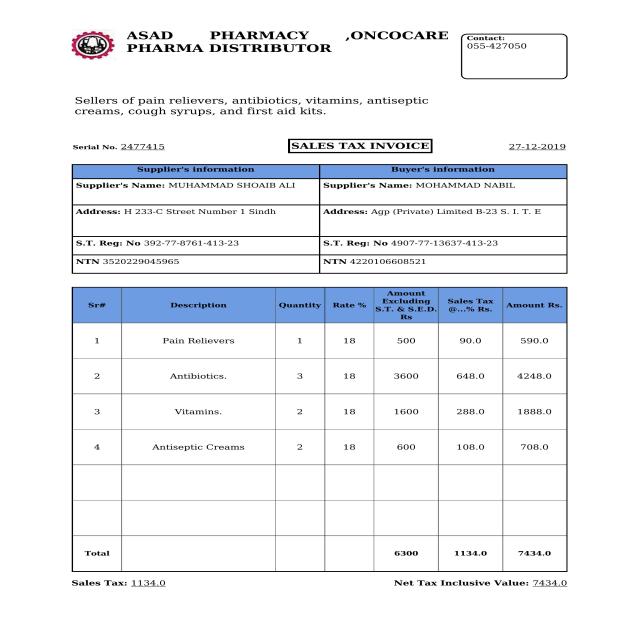 ASAD PHARMACY ,ONCOCARE
PHARMA DISTRIBUTOR
Contact:
055-427050
Sellers of pain relievers, antibiotics, vitamins, antiseptic
creams, cough syrups, and first aid kits.
Serial No. 2477415 SALES TAX INVOICE 27-12-2019
Supplier's information Buyer's information
Supplier's Name: MUHAMMAD SHOAIB ALI Supplier's Name: MOHAMMAD NABIL
Address: H 233-C Street Number 1 Sindh Address: Agp (Private) Limited B-23 S. I. T. E
S.T. Reg: No 392-77-8761-413-23 S.T. Reg: No 4907-77-13637-413-23
NTN 3520229045965 NTN 4220106608521
Sr# Description Quantity Rate % Amount Excluding S.T. & S.E.D. Rs Sales Tax @...% Rs. Amount Rs.
1 Pain Relievers 1 18 500 90.0 590.0
2 Antibiotics. 3 18 3600 648.0 4248.0
3 Vitamins. 2 18 1600 288.0 1888.0
4 Antiseptic Creams 2 18 600 108.0 708.0
Total 6300 1134.0 7434.0
Sales Tax: 1134.0 Net Tax Inclusive Value: 7434.0